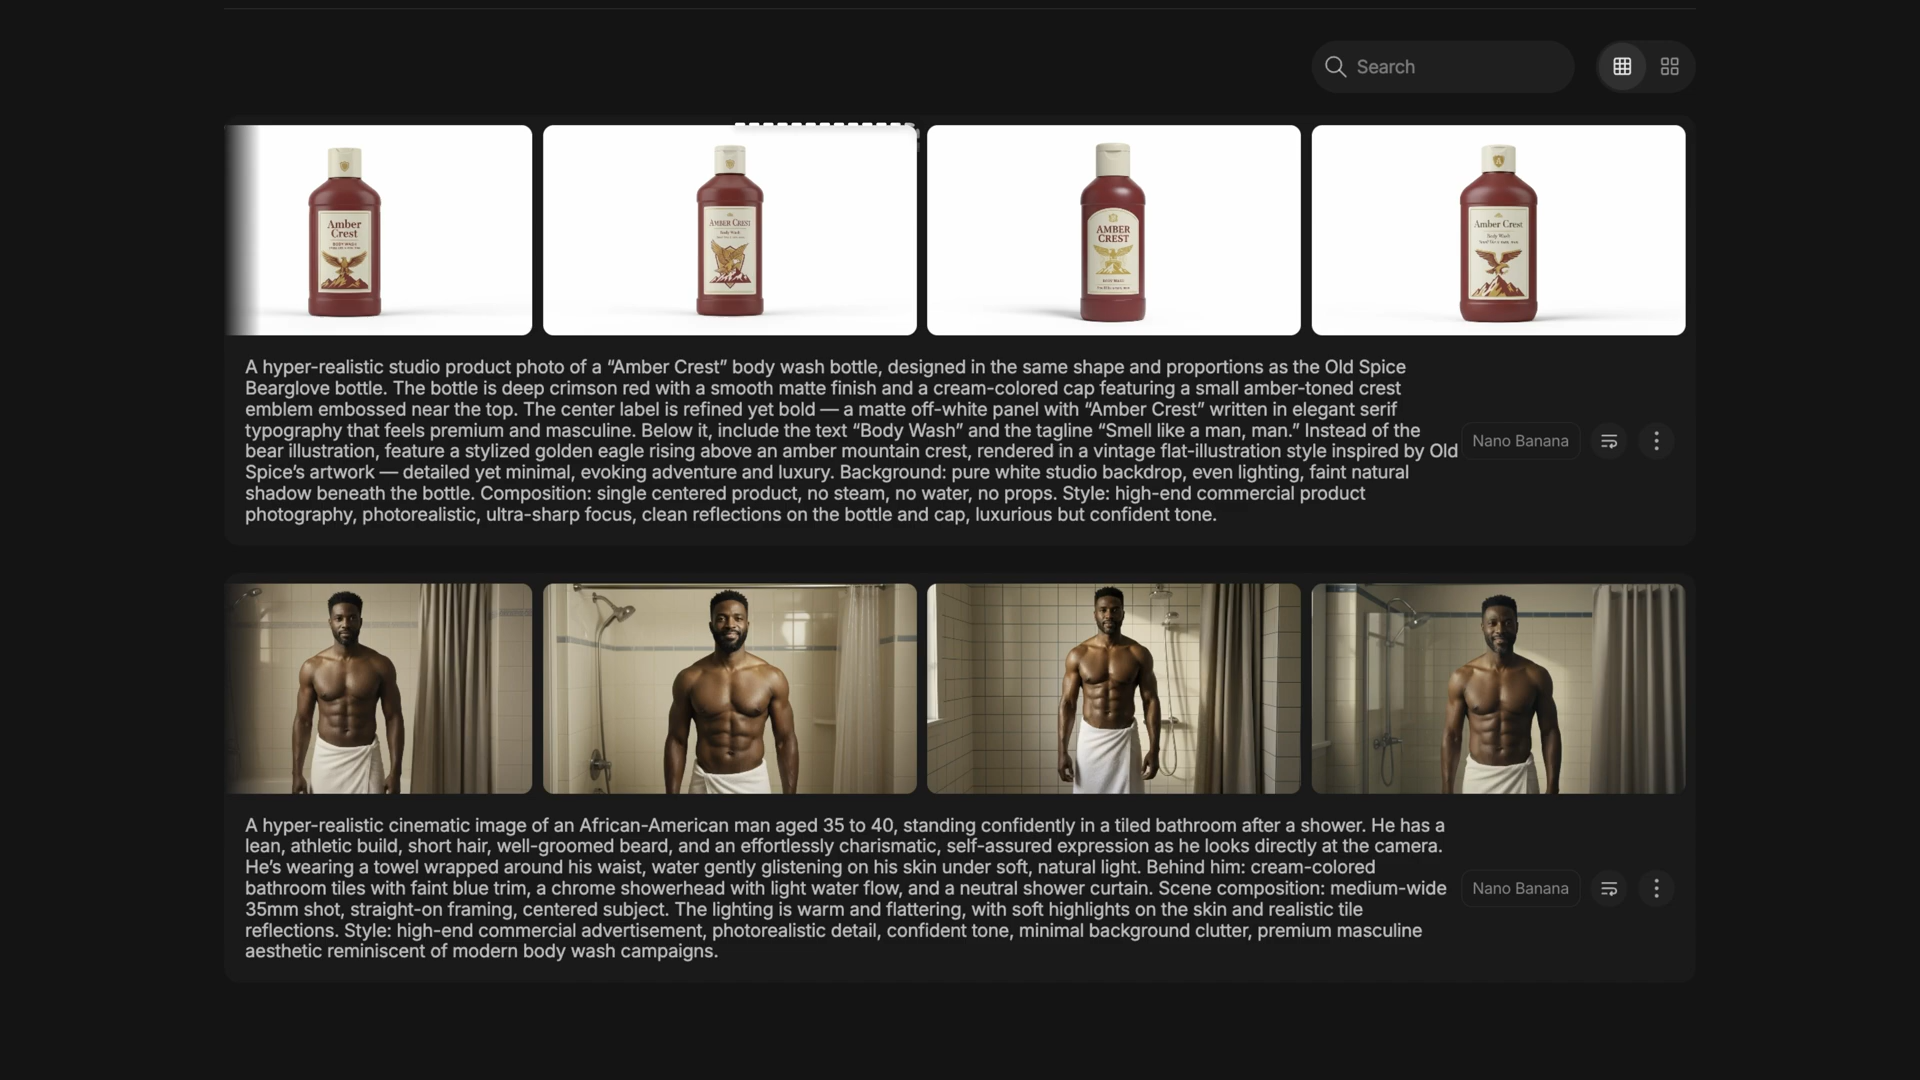 Search
Amber
Crest
BODY WASH
AMBER CREST
Body Wash
AMBER
CREST
BODY WASH
Amber Crest
Body Wash
Smell like a man, man.
A hyper-realistic studio product photo of a “Amber Crest” body wash bottle, designed in the same shape and proportions as the Old Spice
Bearglove bottle. The bottle is deep crimson red with a smooth matte finish and a cream-colored cap featuring a small amber-toned crest
emblem embossed near the top. The center label is refined yet bold — a matte off-white panel with “Amber Crest” written in elegant serif
typography that feels premium and masculine. Below it, include the text “Body Wash” and the tagline “Smell like a man, man.” Instead of the
bear illustration, feature a stylized golden eagle rising above an amber mountain crest, rendered in a vintage flat-illustration style inspired by Old
Spice’s artwork — detailed yet minimal, evoking adventure and luxury. Background: pure white studio backdrop, even lighting, faint natural
shadow beneath the bottle. Composition: single centered product, no steam, no water, no props. Style: high-end commercial product
photography, photorealistic, ultra-sharp focus, clean reflections on the bottle and cap, luxurious but confident tone.
Nano Banana
A hyper-realistic cinematic image of an African-American man aged 35 to 40, standing confidently in a tiled bathroom after a shower. He has a
lean, athletic build, short hair, well-groomed beard, and an effortlessly charismatic, self-assured expression as he looks directly at the camera.
He’s wearing a towel wrapped around his waist, water gently glistening on his skin under soft, natural light. Behind him: cream-colored
bathroom tiles with faint blue trim, a chrome showerhead with light water flow, and a neutral shower curtain. Scene composition: medium-wide
35mm shot, straight-on framing, centered subject. The lighting is warm and flattering, with soft highlights on the skin and realistic tile
reflections. Style: high-end commercial advertisement, photorealistic detail, confident tone, minimal background clutter, premium masculine
aesthetic reminiscent of modern body wash campaigns.
Nano Banana